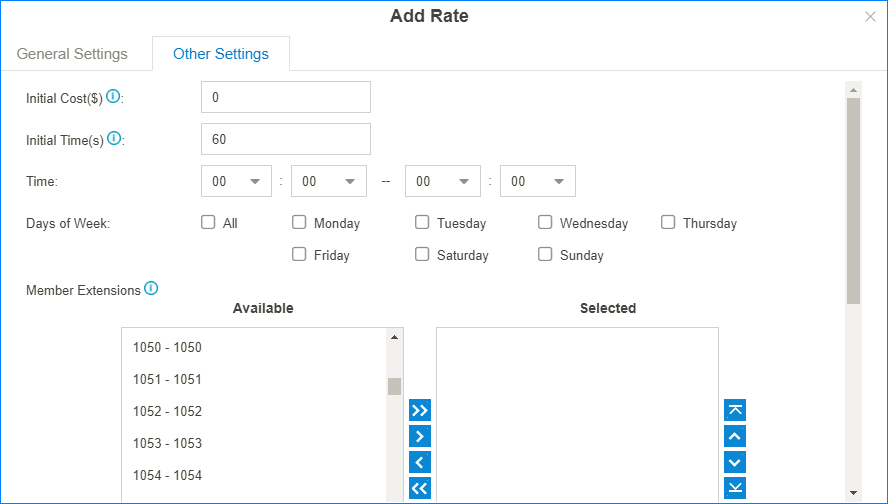 Add Rate
General Settings Other Settings
Initial Cost($) : 0
Initial Time(s) : 60
Time: 00 : 00 -- 00 : 00
Days of Week: All Monday Tuesday Wednesday Thursday
Friday Saturday Sunday
Member Extensions
Available Selected
1050 - 1050
1051 - 1051
1052 - 1052
1053 - 1053
1054 - 1054